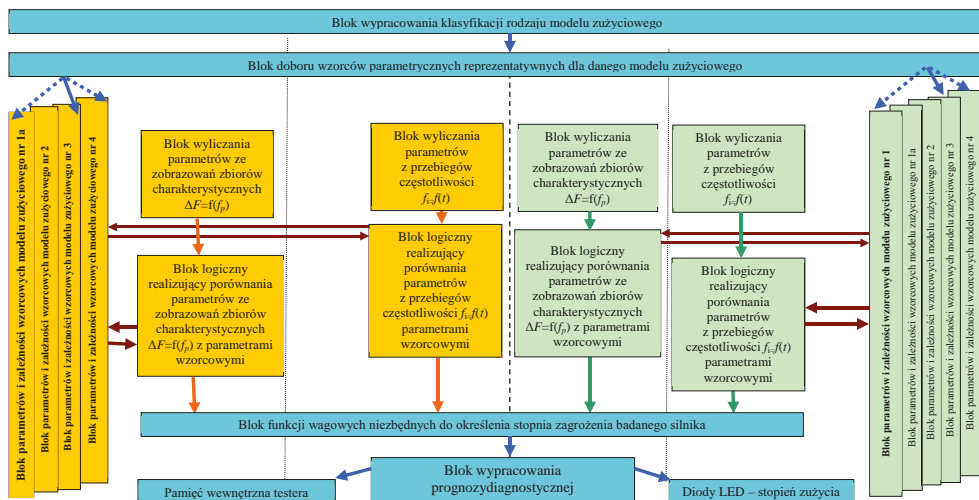 Blok wypracowania klasyfikacji rodzaju modelu zużyciowego
Blok doboru wzorców parametrycznych reprezentatywnych dla danego modelu zużyciowego
Blok parametrów i zależności wzorcowych modelu zużyciowego nr 1a
Blok parametrów i zależności wzorcowych modelu zużyciowego nr 2
Blok parametrów i zależności wzorcowych modelu zużyciowego nr 3
Blok parametrów i zależności wzorcowych modelu zużyciowego nr 4
Blok wyliczania
parametrów ze
zobrazowań zbiorów
charakterystycznych
ΔF=f(fₚ)
Blok logiczny
realizujący porównania
parametrów ze
zobrazowań zbiorów
charakterystycznych
ΔF=f(fₚ) z parametrami
wzorcowymi
Blok wyliczania
parametrów
z przebiegów
częstotliwości
fᵢ=f(t)
Blok logiczny
realizujący
porównania
parametrów
z przebiegów
częstotliwości fᵢ=f(t)
parametrami
wzorcowymi
Blok wyliczania
parametrów ze
zobrazowań zbiorów
charakterystycznych
ΔF=f(fₚ)
Blok logiczny
realizujący porównania
parametrów ze
zobrazowań zbiorów
charakterystycznych
ΔF=f(fₚ) z parametrami
wzorcowymi
Blok wyliczania
parametrów
z przebiegów
częstotliwości
fᵢ=f(t)
Blok logiczny
realizujący
porównania
parametrów
z przebiegów
częstotliwości fᵢ=f(t)
parametrami
wzorcowymi
Blok parametrów i zależności wzorcowych modelu zużyciowego nr 1
Blok parametrów i zależności wzorcowych modelu zużyciowego nr 1a
Blok parametrów i zależności wzorcowych modelu zużyciowego nr 2
Blok parametrów i zależności wzorcowych modelu zużyciowego nr 3
Blok parametrów i zależności wzorcowych modelu zużyciowego nr 4
Blok funkcji wagowych niezbędnych do określenia stopnia zagrożenia badanego silnika
Pamięć wewnętrzna testera
Blok wypracowania
prognozydiagnostycznej
Diody LED – stopień zużycia